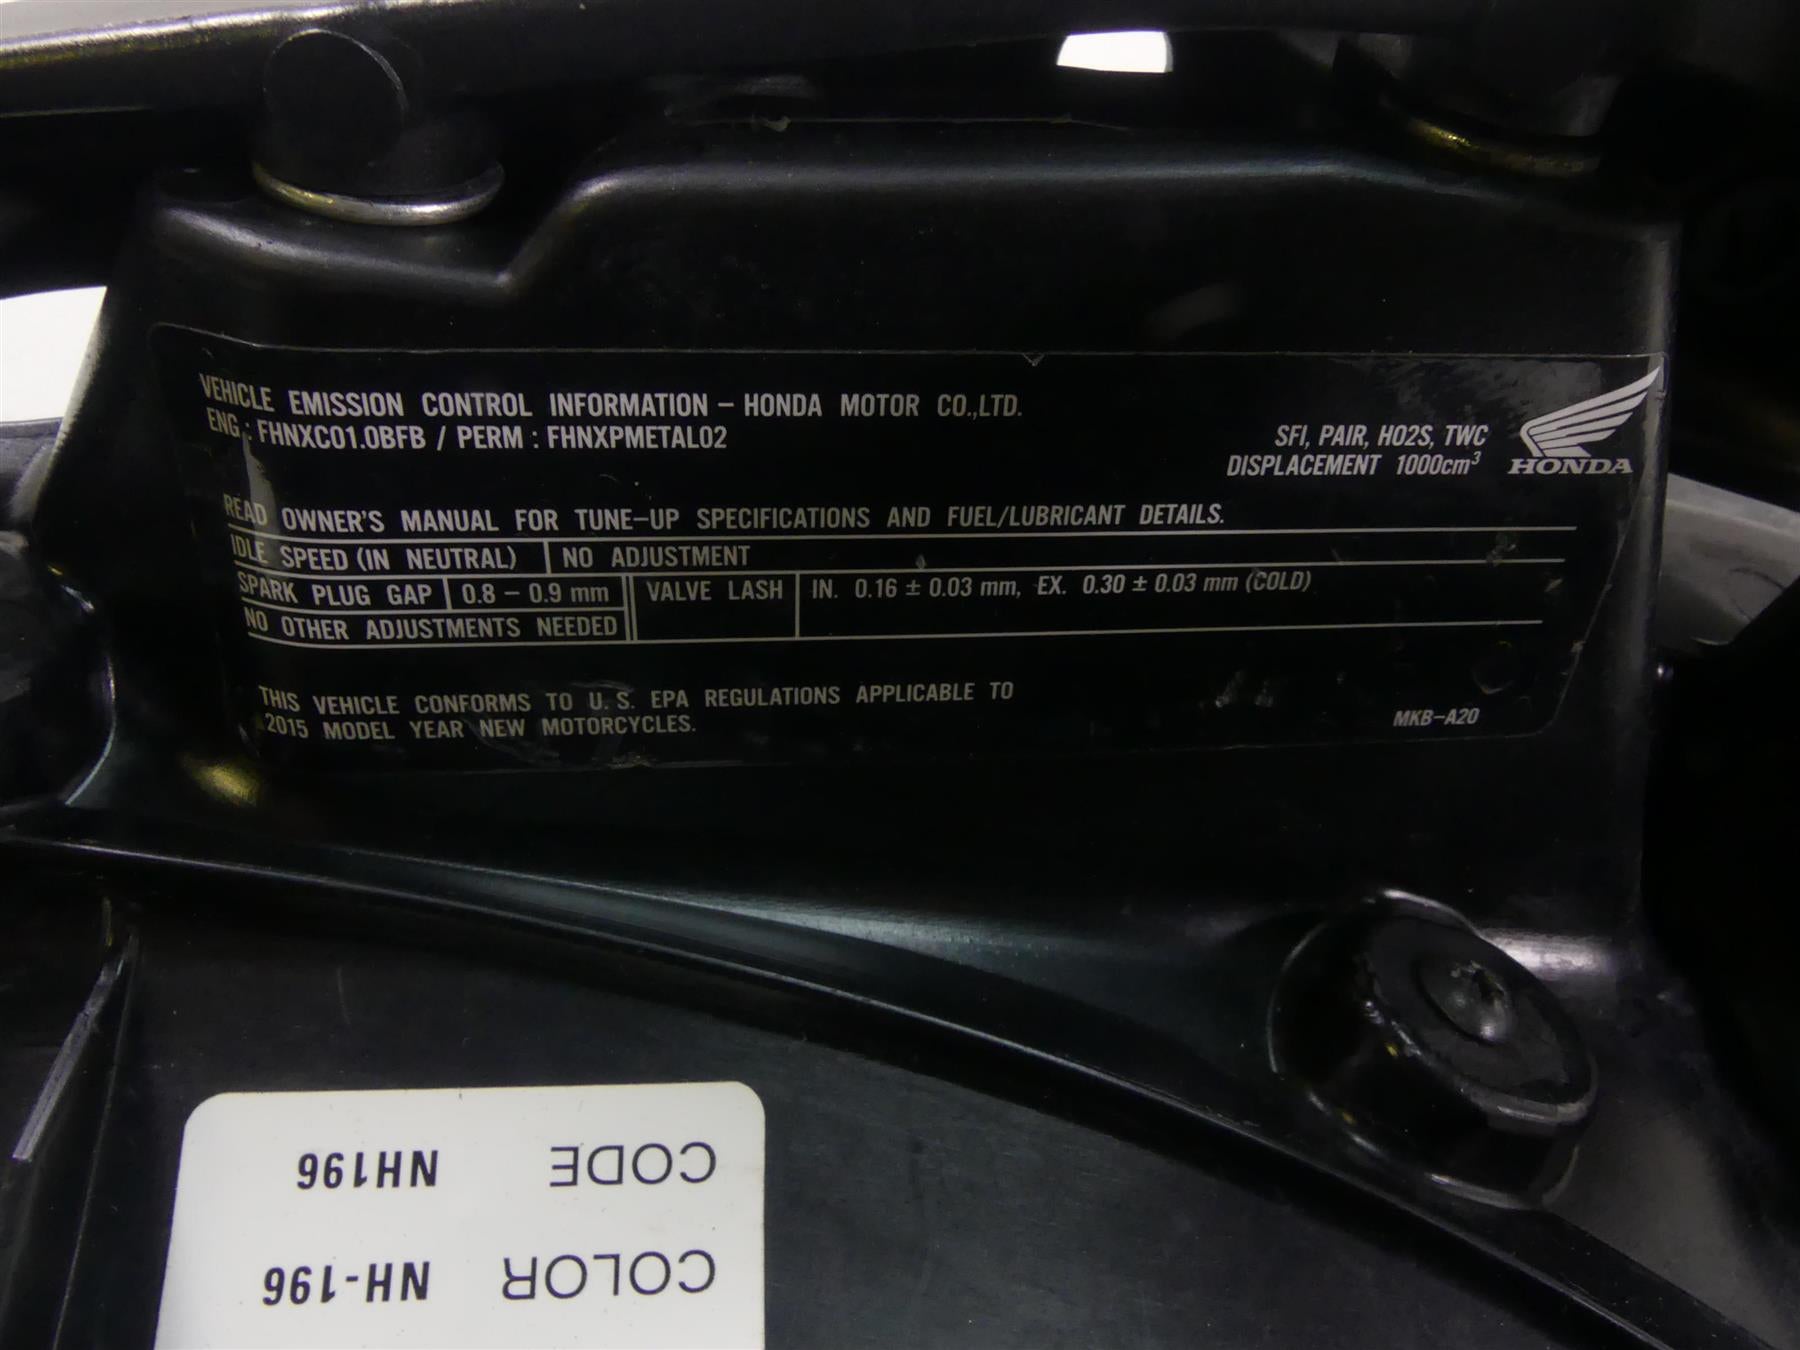 VEHICLE EMISSION CONTROL INFORMATION – HONDA MOTOR CO.,LTD.
ENG : FHNXC01.0BFB / PERM : FHNXPMETAL02
SFI, PAIR, HO2S, TWC
DISPLACEMENT 1000cm³
HONDA
READ OWNER'S MANUAL FOR TUNE–UP SPECIFICATIONS AND FUEL/LUBRICANT DETAILS.
IDLE SPEED (IN NEUTRAL) NO ADJUSTMENT
SPARK PLUG GAP 0.8 – 0.9 mm VALVE LASH IN. 0.16 ± 0.03 mm, EX. 0.30 ± 0.03 mm (COLD)
NO OTHER ADJUSTMENTS NEEDED
THIS VEHICLE CONFORMS TO U. S. EPA REGULATIONS APPLICABLE TO
2015 MODEL YEAR NEW MOTORCYCLES.
MKB–A20
COLOR NH-196
CODE NH196